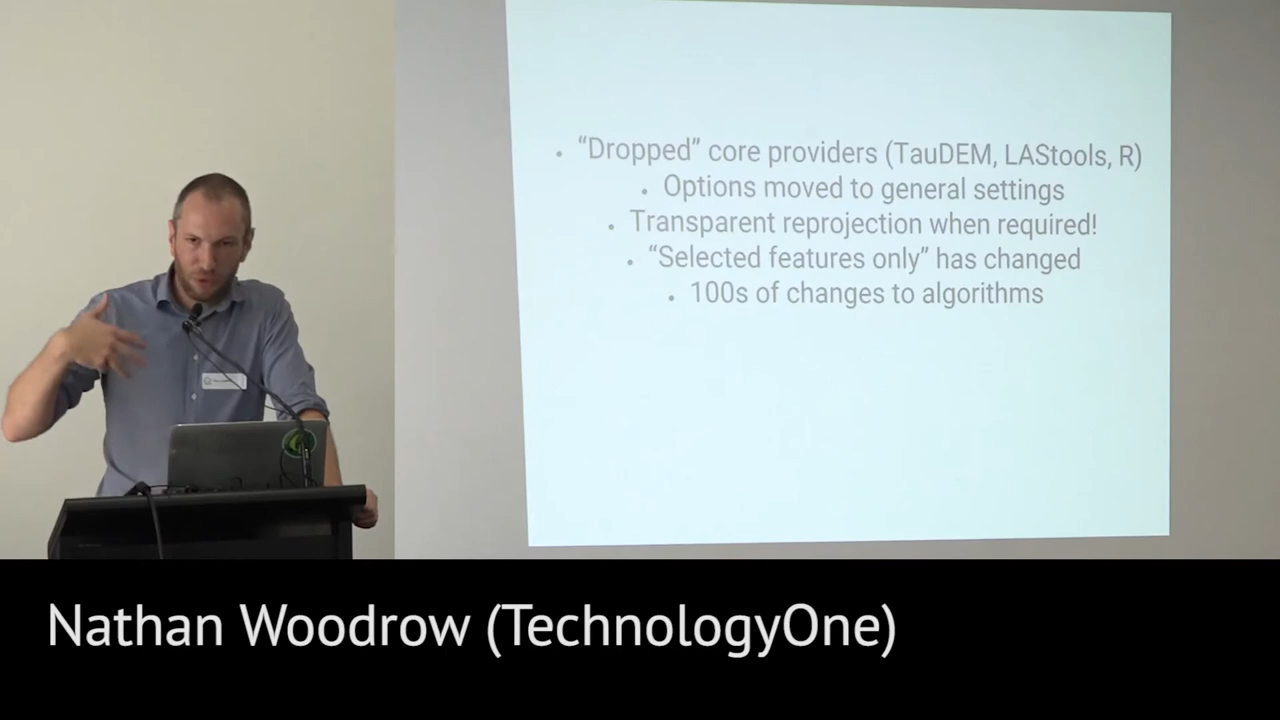 • “Dropped” core providers (TauDEM, LAStools, R)
• Options moved to general settings
• Transparent reprojection when required!
• “Selected features only” has changed
• 100s of changes to algorithms
Nathan Woodrow (TechnologyOne)